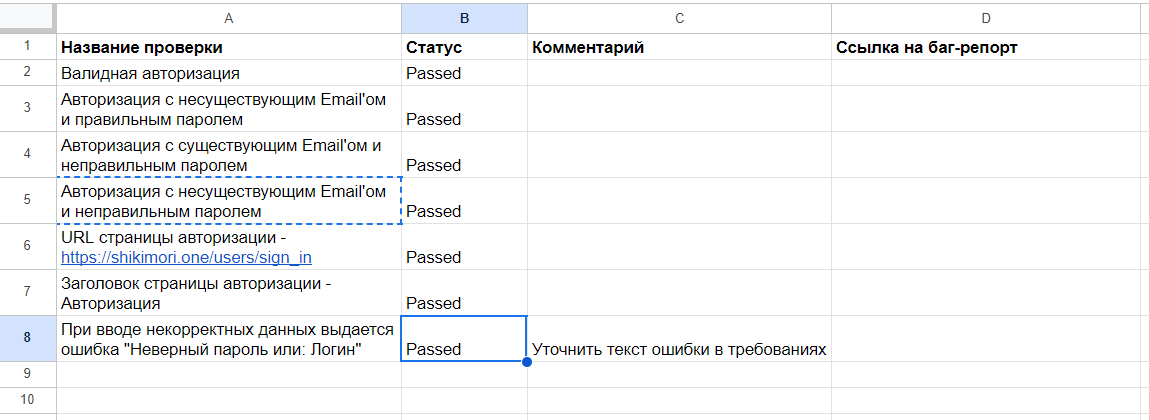 A B C D
1 Название проверки Статус Комментарий Ссылка на баг-репорт
2 Валидная авторизация Passed
3 Авторизация с несуществующим Email'ом
и правильным паролем Passed
4 Авторизация с существующим Email'ом и
неправильным паролем Passed
5 Авторизация с несуществующим Email'ом
и неправильным паролем Passed
6 URL страницы авторизации -
https://shikimori.one/users/sign_in Passed
7 Заголовок страницы авторизации -
Авторизация Passed
8 При вводе некорректных данных выдается
ошибка "Неверный пароль или: Логин" Passed Уточнить текст ошибки в требованиях
9
10